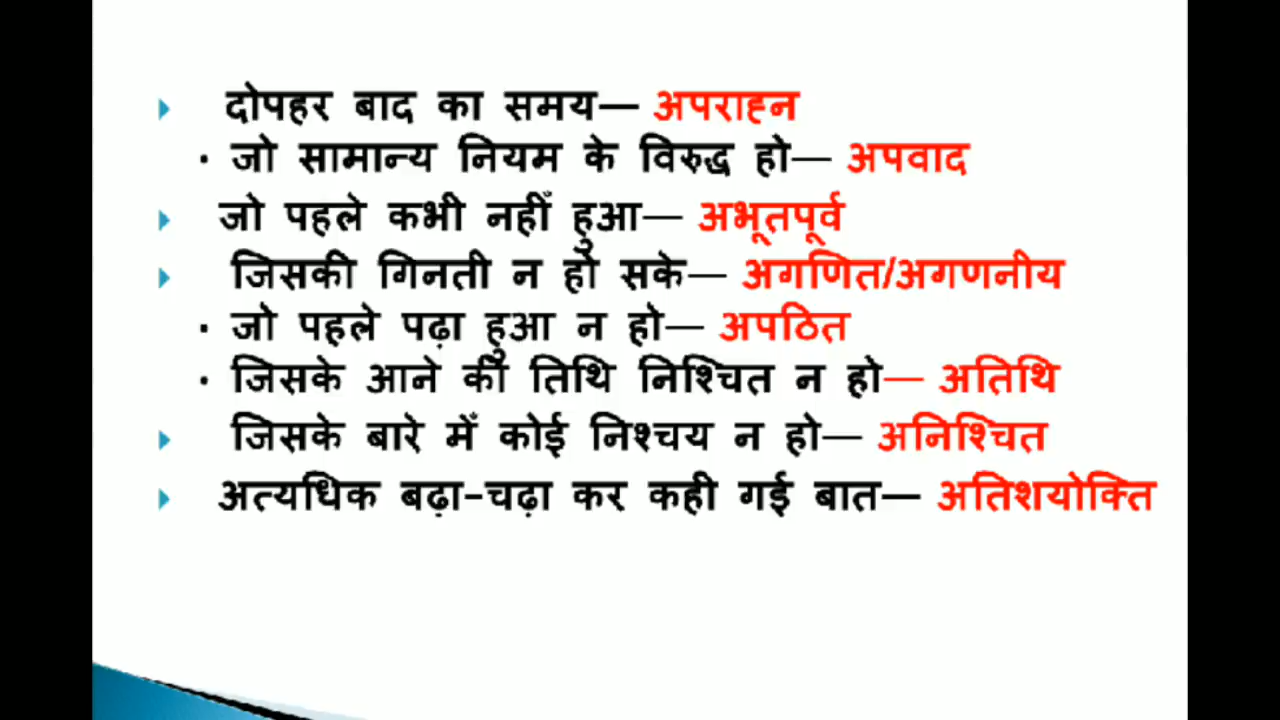 दोपहर बाद का समय— अपराह्न
जो सामान्य नियम के विरुद्ध हो— अपवाद
जो पहले कभी नहीं हुआ— अभूतपूर्व
जिसकी गिनती न हो सके— अगणित/अगणनीय
जो पहले पढ़ा हुआ न हो— अपठित
जिसके आने की तिथि निश्चित न हो— अतिथि
जिसके बारे में कोई निश्चय न हो— अनिश्चित
अत्यधिक बढ़ा-चढ़ा कर कही गई बात— अतिशयोक्ति